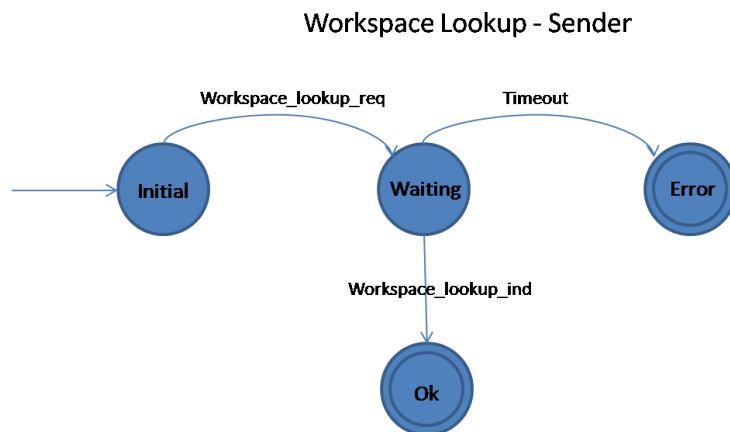 Workspace Lookup - Sender
Workspace_lookup_req
Timeout
Initial
Waiting
Error
Workspace_lookup_ind
Ok